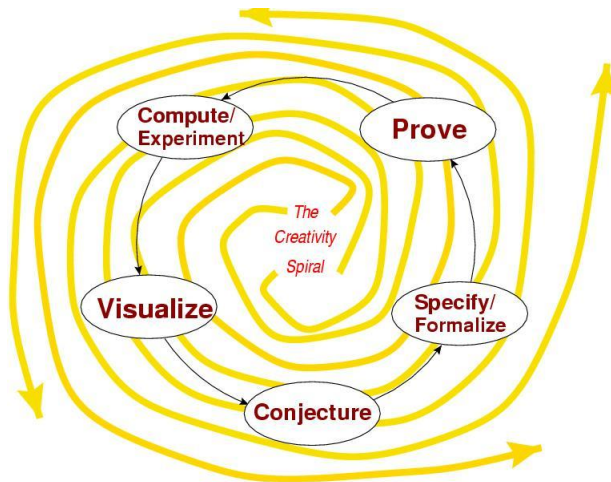 Compute/
Experiment
Prove
The
Creativity
Spiral
Visualize
Specify/
Formalize
Conjecture